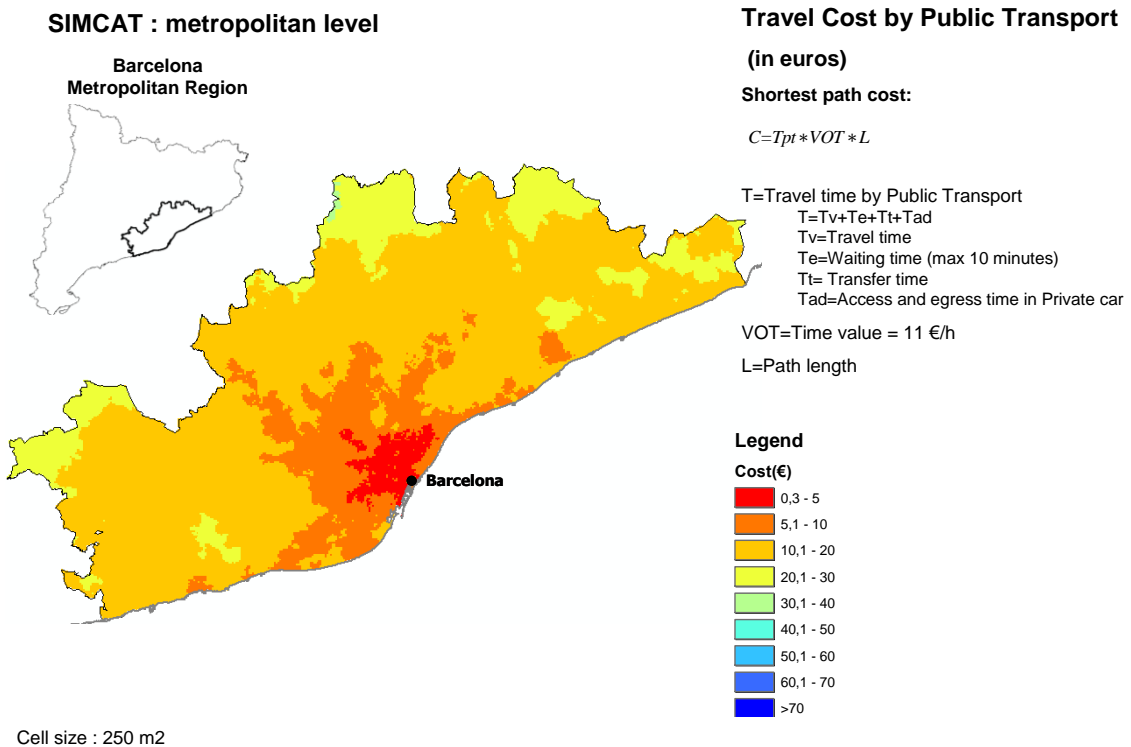 SIMCAT : metropolitan level
Barcelona
Metropolitan Region
Travel Cost by Public Transport
(in euros)
Shortest path cost:
C=Tpt∗VOT∗L
T=Travel time by Public Transport
T=Tv+Te+Tt+Tad
Tv=Travel time
Te=Waiting time (max 10 minutes)
Tt= Transfer time
Tad=Access and egress time in Private car
VOT=Time value = 11 €/h
L=Path length
Barcelona
Legend
Cost(€)
0,3 - 5
5,1 - 10
10,1 - 20
20,1 - 30
30,1 - 40
40,1 - 50
50,1 - 60
60,1 - 70
>70
Cell size : 250 m2